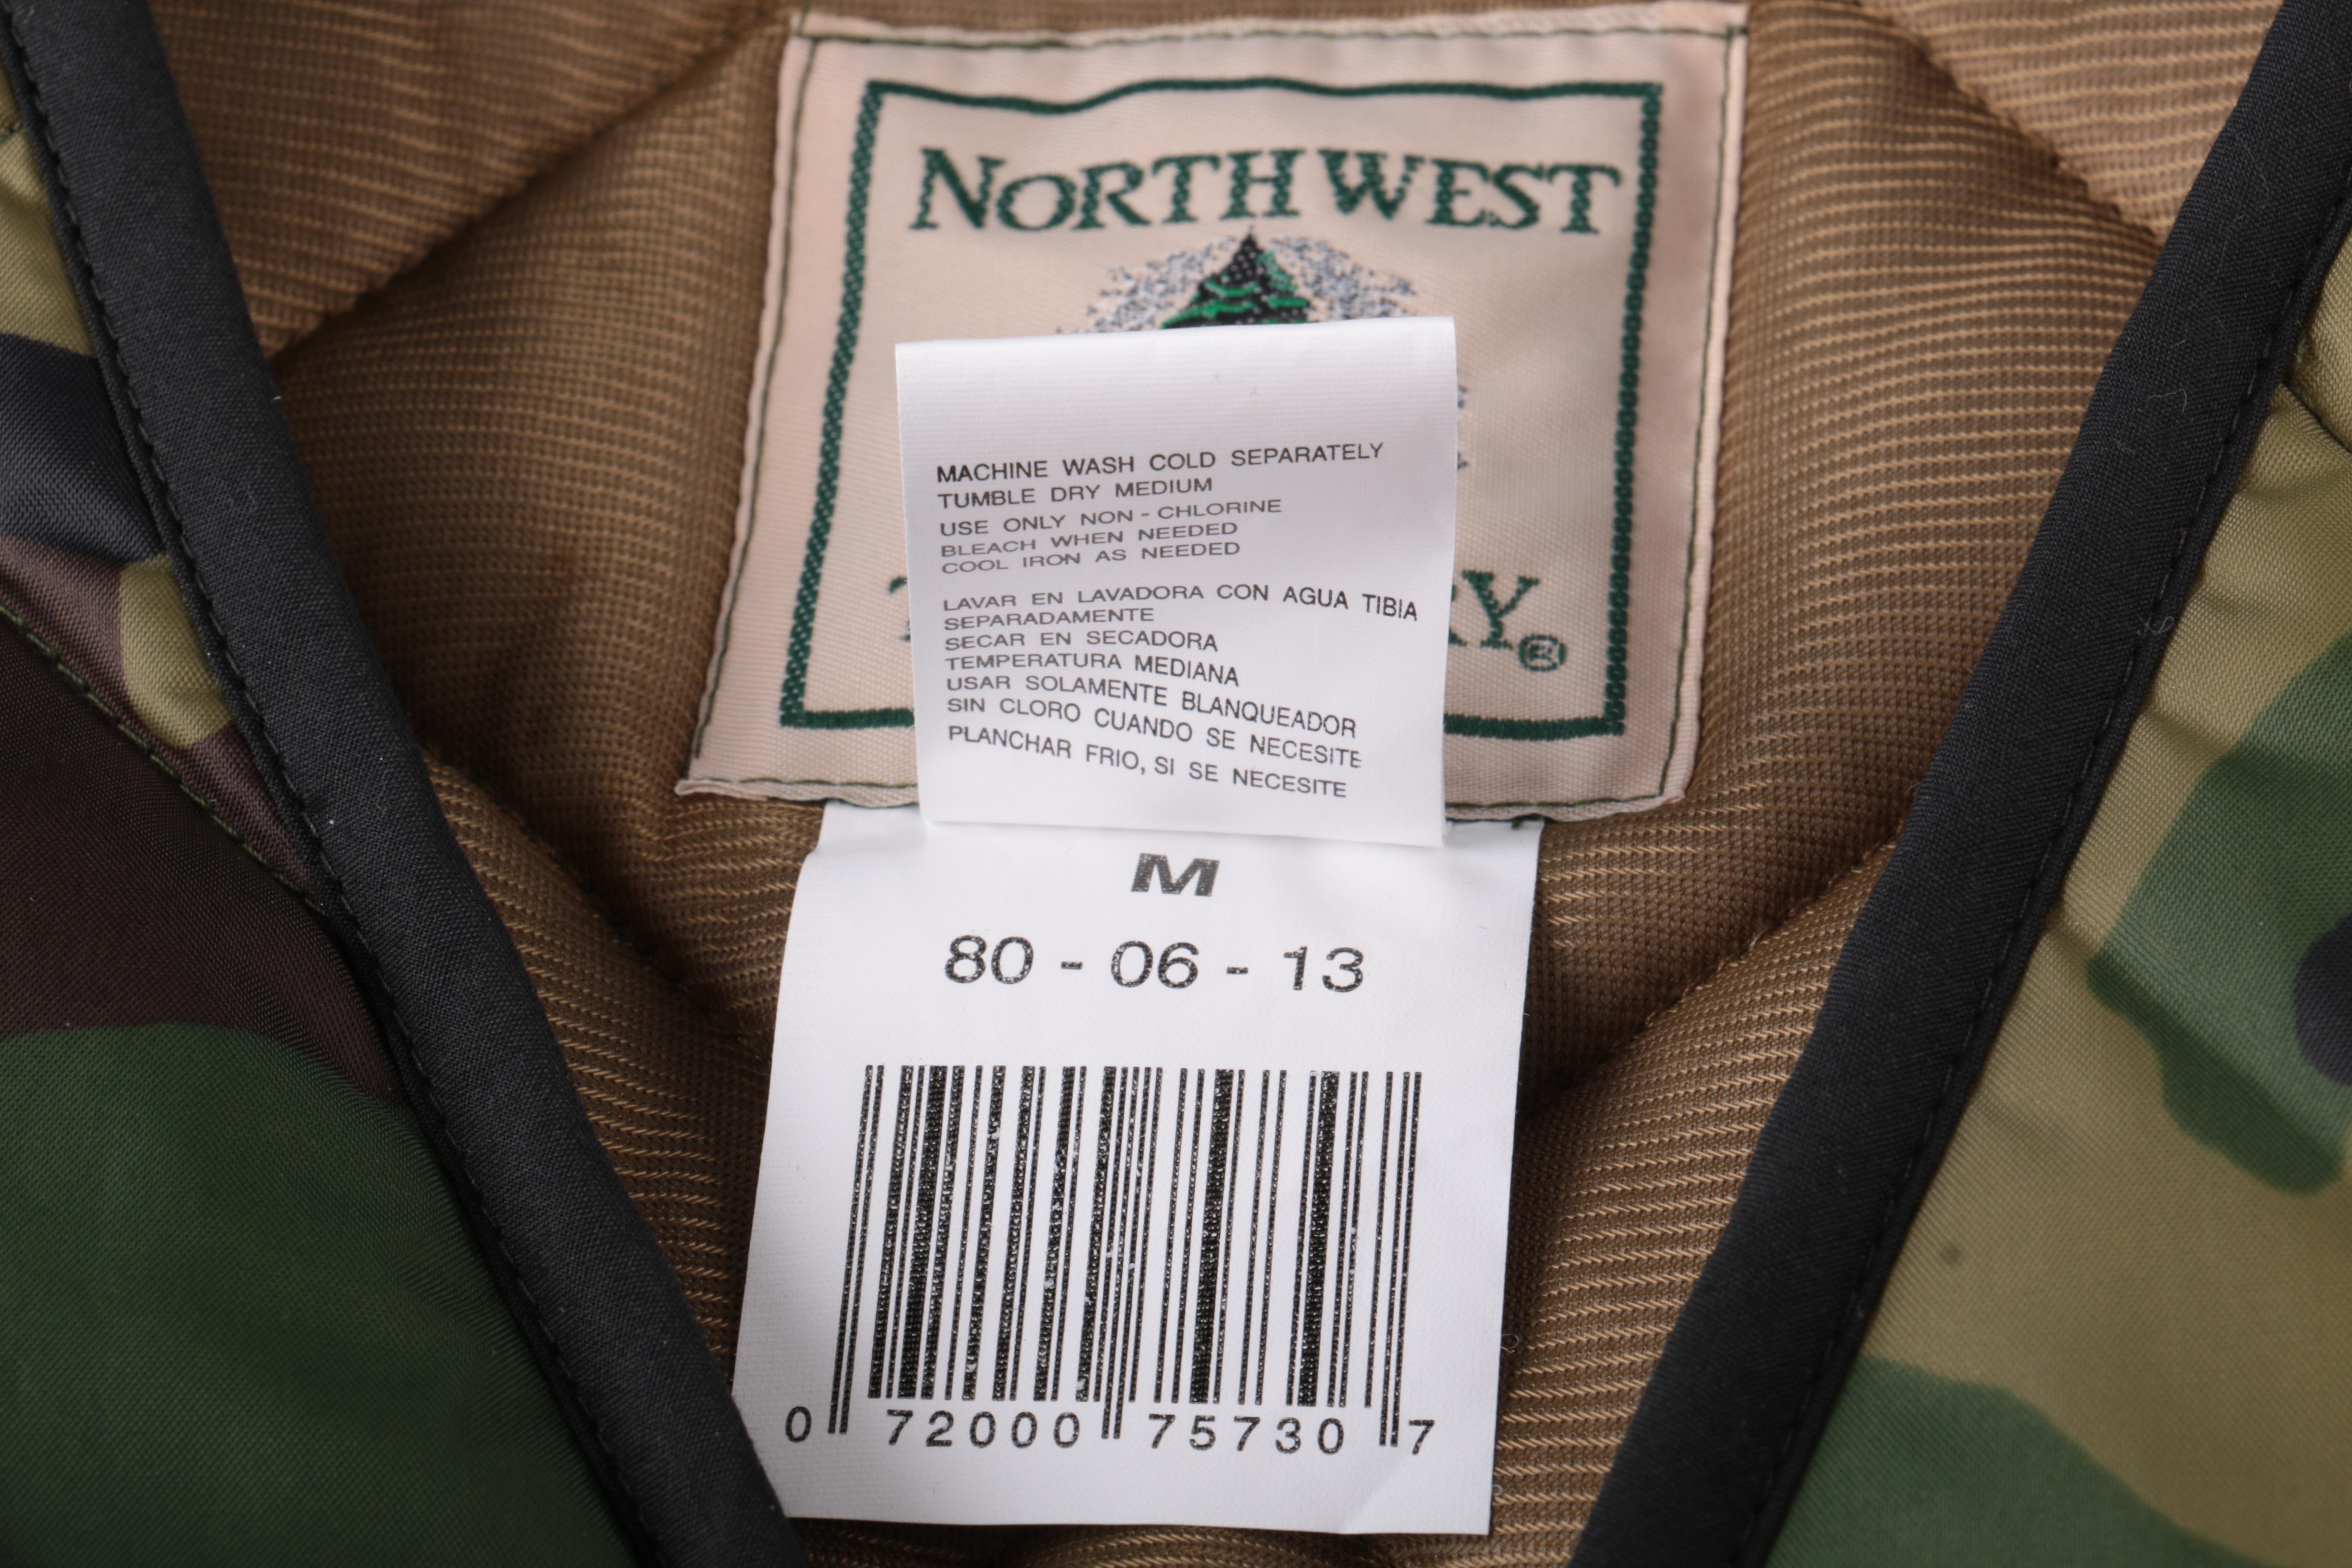 NORTHWEST
MACHINE WASH COLD SEPARATELY
TUMBLE DRY MEDIUM
USE ONLY NON - CHLORINE
BLEACH WHEN NEEDED
COOL IRON AS NEEDED
LAVAR EN LAVADORA CON AGUA TIBIA
SEPARADAMENTE
SECAR EN SECADORA
TEMPERATURA MEDIANA
USAR SOLAMENTE BLANQUEADOR
SIN CLORO CUANDO SE NECESITE
PLANCHAR FRIO, SI SE NECESITE
M
80 - 06 - 13
0 72000 75730 7